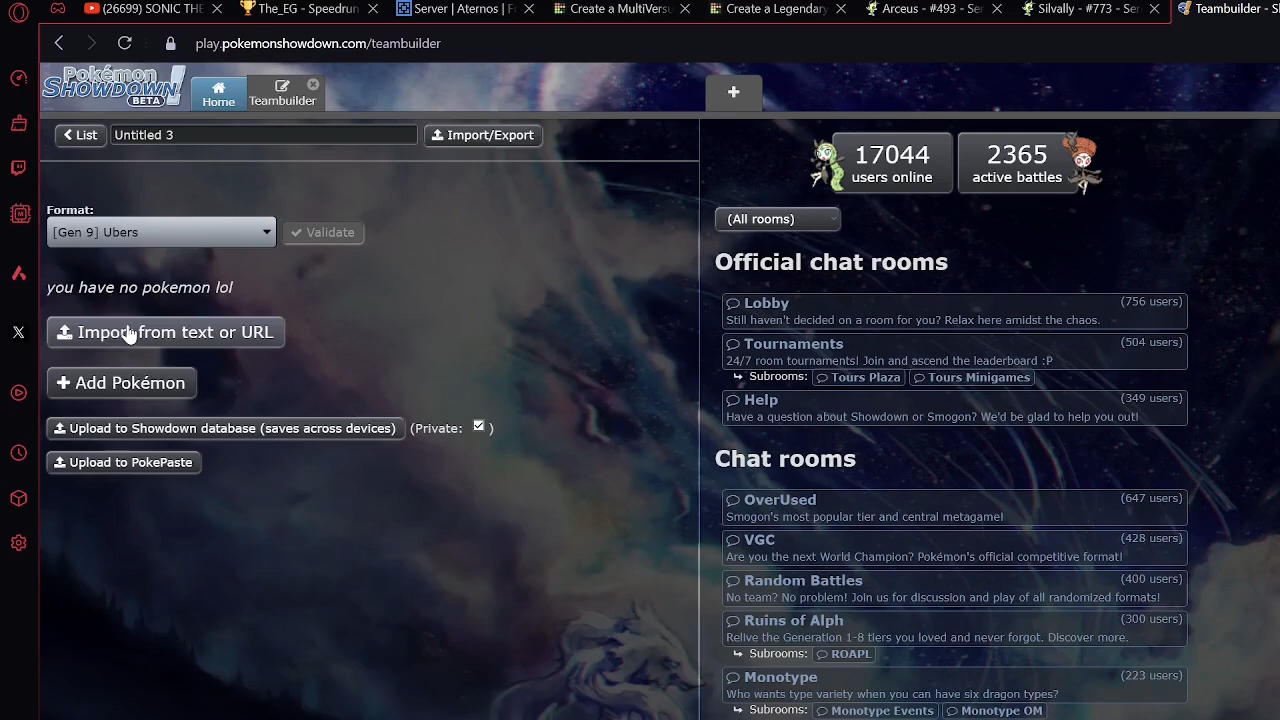 (26699) SONIC THE
The_EG - Speedrun
Server | Aternos | F
Create a MultiVersu
Create a Legendary
Arceus - #493 - Ser
Silvally - #773 - Ser
Teambuilder - S
play.pokemonshowdown.com/teambuilder
Pokémon
SHOWDOWN!
BETA
Home
Teambuilder
+
List
Untitled 3
Import/Export
17044
users online
2365
active battles
Format:
[Gen 9] Ubers
Validate
(All rooms)
you have no pokemon lol
Import from text or URL
Add Pokémon
Upload to Showdown database (saves across devices)
(Private: )
Upload to PokePaste
Official chat rooms
Lobby
(756 users)
Still haven't decided on a room for you? Relax here amidst the chaos.
Tournaments
(504 users)
24/7 room tournaments! Join and ascend the leaderboard :P
Subrooms: Tours Plaza Tours Minigames
Help
(349 users)
Have a question about Showdown or Smogon? We'd be glad to help you out!
Chat rooms
OverUsed
(647 users)
Smogon's most popular tier and central metagame!
VGC
(428 users)
Are you the next World Champion? Pokémon's official competitive format!
Random Battles
(400 users)
No team? No problem! Join us for discussion and play of all randomized formats!
Ruins of Alph
(300 users)
Relive the Generation 1-8 tiers you loved and never forgot. Discover more.
Subrooms: ROAPL
Monotype
(223 users)
Who wants type variety when you can have six dragon types?
Subrooms: Monotype Events Monotype OM